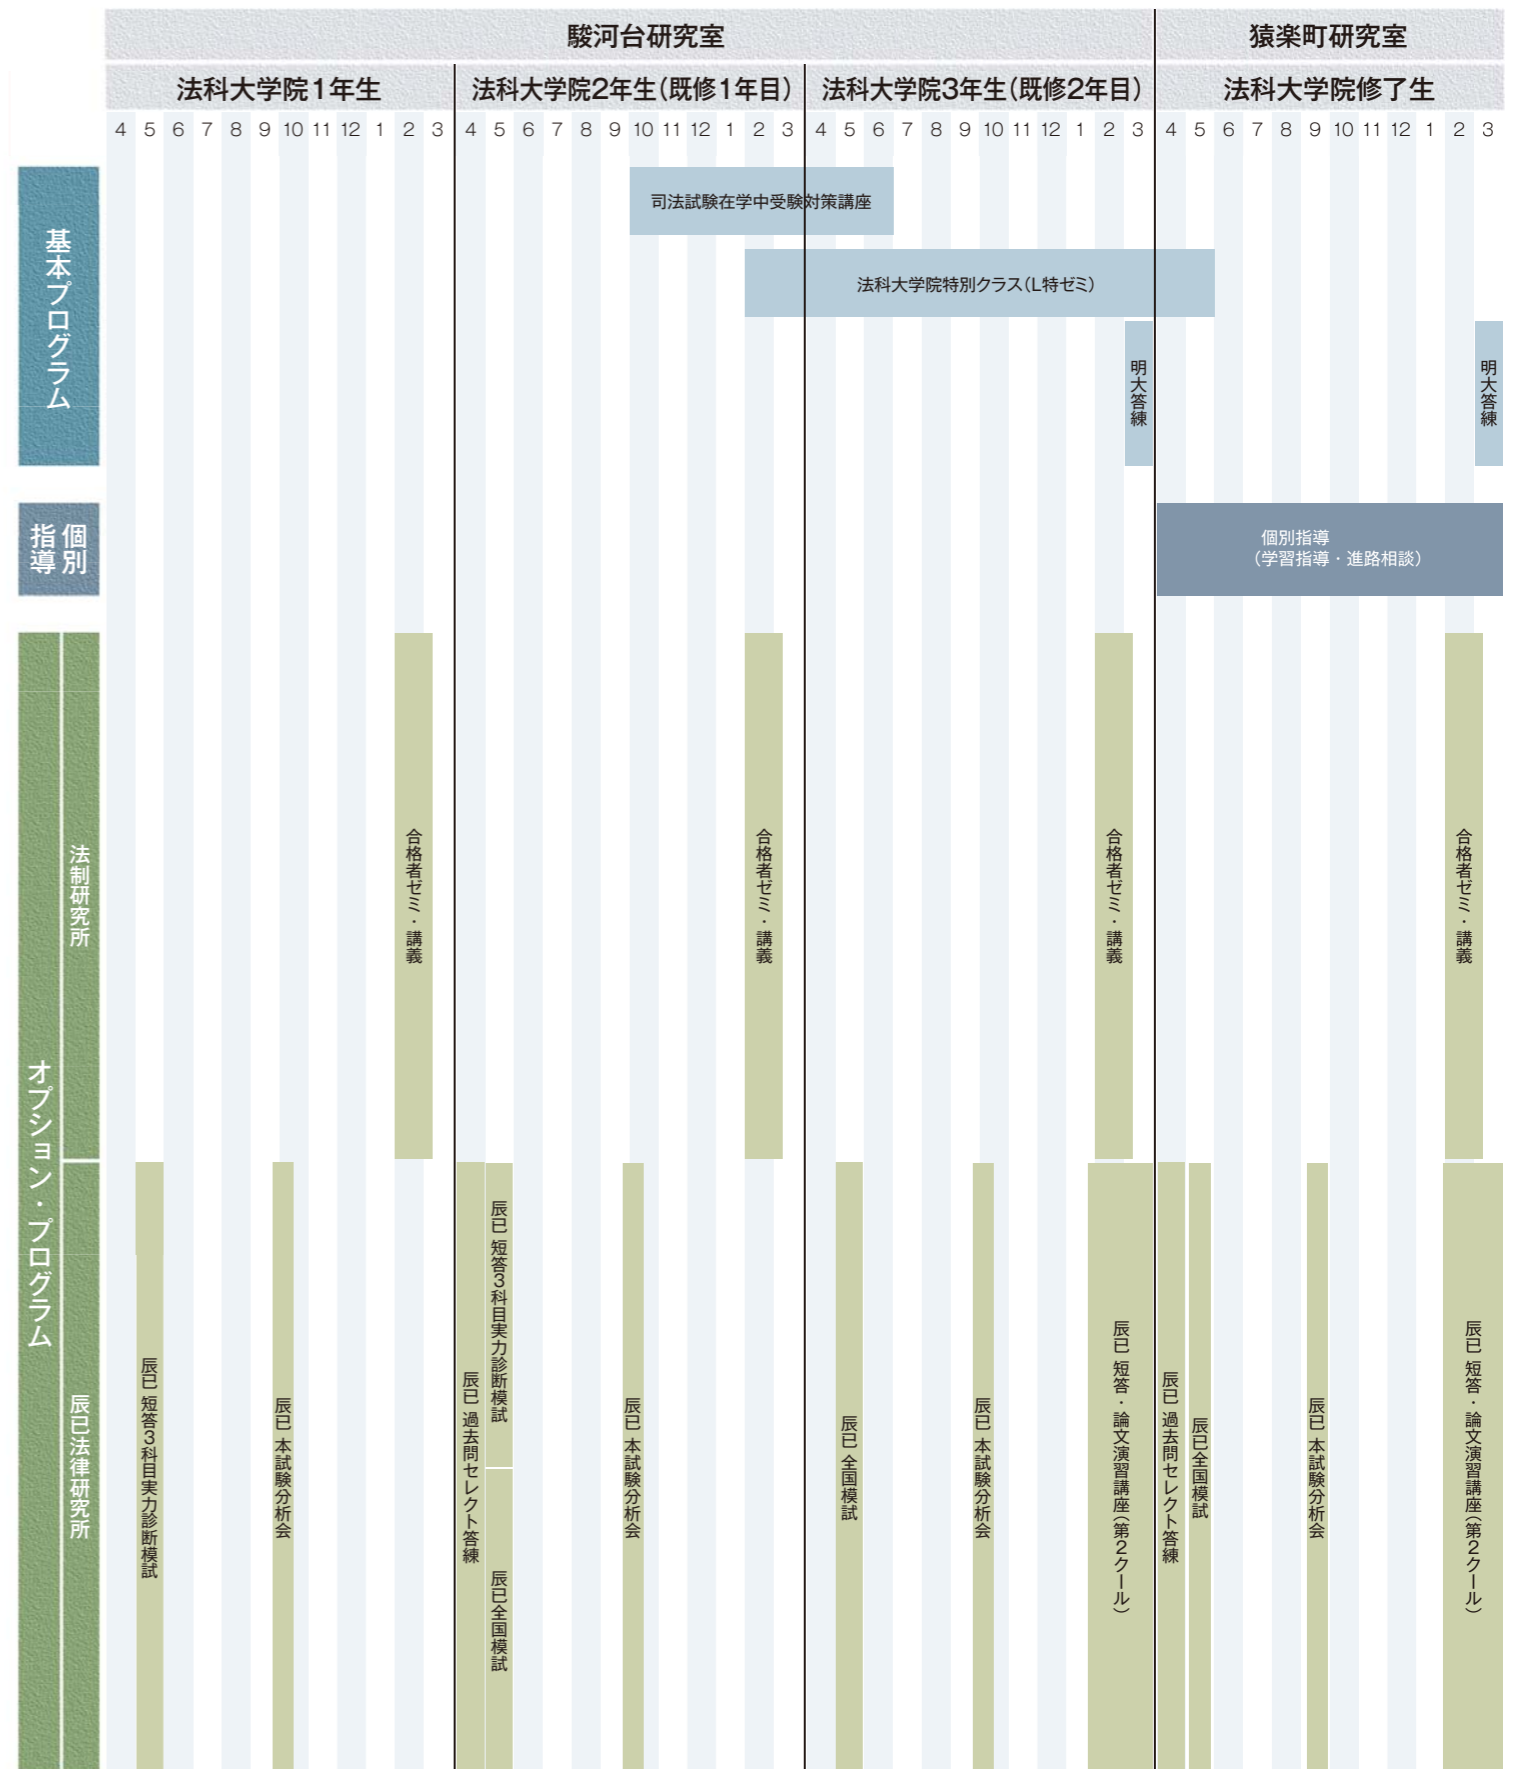 駿河台研究室
猿楽町研究室
法科大学院1年生
法科大学院2年生(既修1年目)
法科大学院3年生(既修2年目)
法科大学院修了生
4 5 6 7 8 9 10 11 12 1 2 3
4 5 6 7 8 9 10 11 12 1 2 3
4 5 6 7 8 9 10 11 12 1 2 3
4 5 6 7 8 9 10 11 12 1 2 3
基本プログラム
司法試験在学中受験対策講座
法科大学院特別クラス(L特ゼミ)
明大答練
明大答練
個別
指導
個別指導
(学習指導・進路相談)
オプション・プログラム
法制研究所
合格者ゼミ・講義
合格者ゼミ・講義
合格者ゼミ・講義
合格者ゼミ・講義
辰已法律研究所
辰已 短答3科目実力診断模試
辰已 本試験分析会
辰已 過去問セレクト答練
辰已 短答3科目実力診断模試
辰已全国模試
辰已 本試験分析会
辰已 全国模試
辰已 本試験分析会
辰已 短答・論文演習講座(第2クール)
辰已 過去問セレクト答練
辰已全国模試
辰已 本試験分析会
辰已 短答・論文演習講座(第2クール)